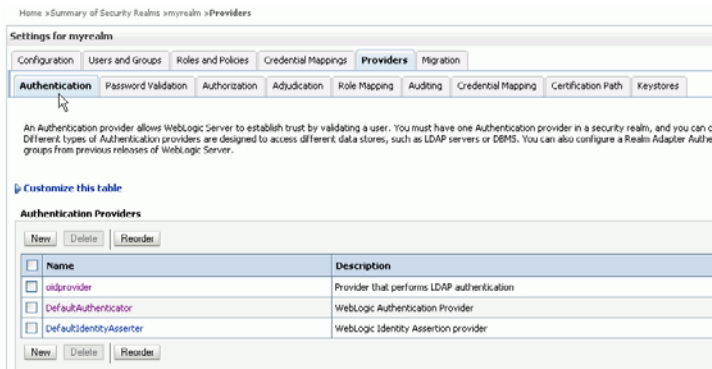 Home >Summary of Security Realms >myrealm >Providers
Settings for myrealm
Configuration Users and Groups Roles and Policies Credential Mappings Providers Migration
Authentication Password Validation Authorization Adjudication Role Mapping Auditing Credential Mapping Certification Path Keystores
An Authentication provider allows WebLogic Server to establish trust by validating a user. You must have one Authentication provider in a security realm, and you can
Different types of Authentication providers are designed to access different data stores, such as LDAP servers or DBMS. You can also configure a Realm Adapter Authe
groups from previous releases of WebLogic Server.
Customize this table
Authentication Providers
New Delete Reorder
Name Description
oidprovider Provider that performs LDAP authentication
DefaultAuthenticator WebLogic Authentication Provider
DefaultIdentityAsserter WebLogic Identity Assertion provider
New Delete Reorder